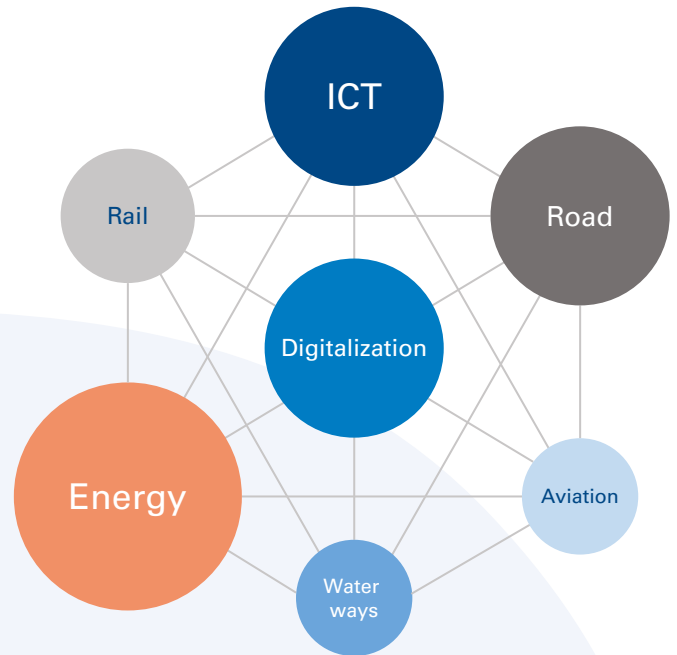 ICT
Rail
Road
Digitalization
Energy
Aviation
Water
ways